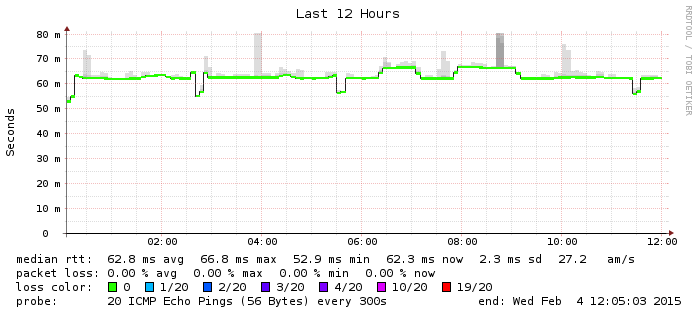 Last 12 Hours
RRDTOOL / TOBI OETIKER
Seconds
80 m
70 m
60 m
50 m
40 m
30 m
20 m
10 m
0
02:00 04:00 06:00 08:00 10:00 12:00
median rtt: 62.8 ms avg 66.8 ms max 52.9 ms min 62.3 ms now 2.3 ms sd 27.2 am/s
packet loss: 0.00 % avg 0.00 % max 0.00 % min 0.00 % now
loss color: 0 1/20 2/20 3/20 4/20 10/20 19/20
probe: 20 ICMP Echo Pings (56 Bytes) every 300s end: Wed Feb 4 12:05:03 2015